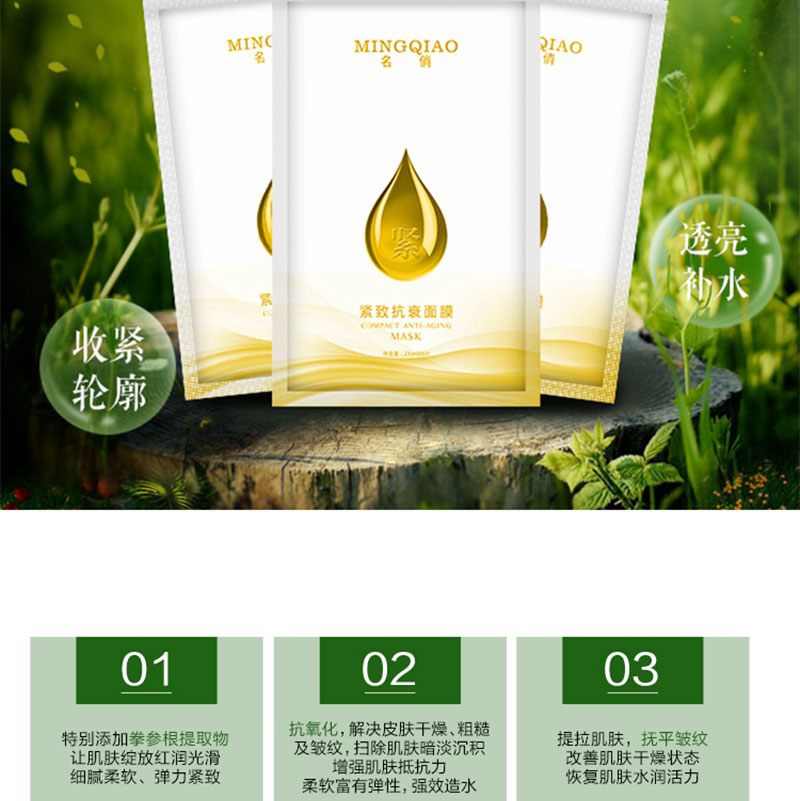 MINGQIAO
名俏
MINGQIAO
名俏
QIAO
紧
紧致抗衰面膜
COMPACT ANTI-AGING
MASK
收紧
轮廓
透亮
补水
01
特别添加拳参根提取物
让肌肤绽放红润光滑
细腻柔软、弹力紧致
02
抗氧化，解决皮肤干燥、粗糙
及皱纹，扫除肌肤暗淡沉积
增强肌肤抵抗力
柔软富有弹性，强效造水
03
提拉肌肤，抚平皱纹
改善肌肤干燥状态
恢复肌肤水润活力